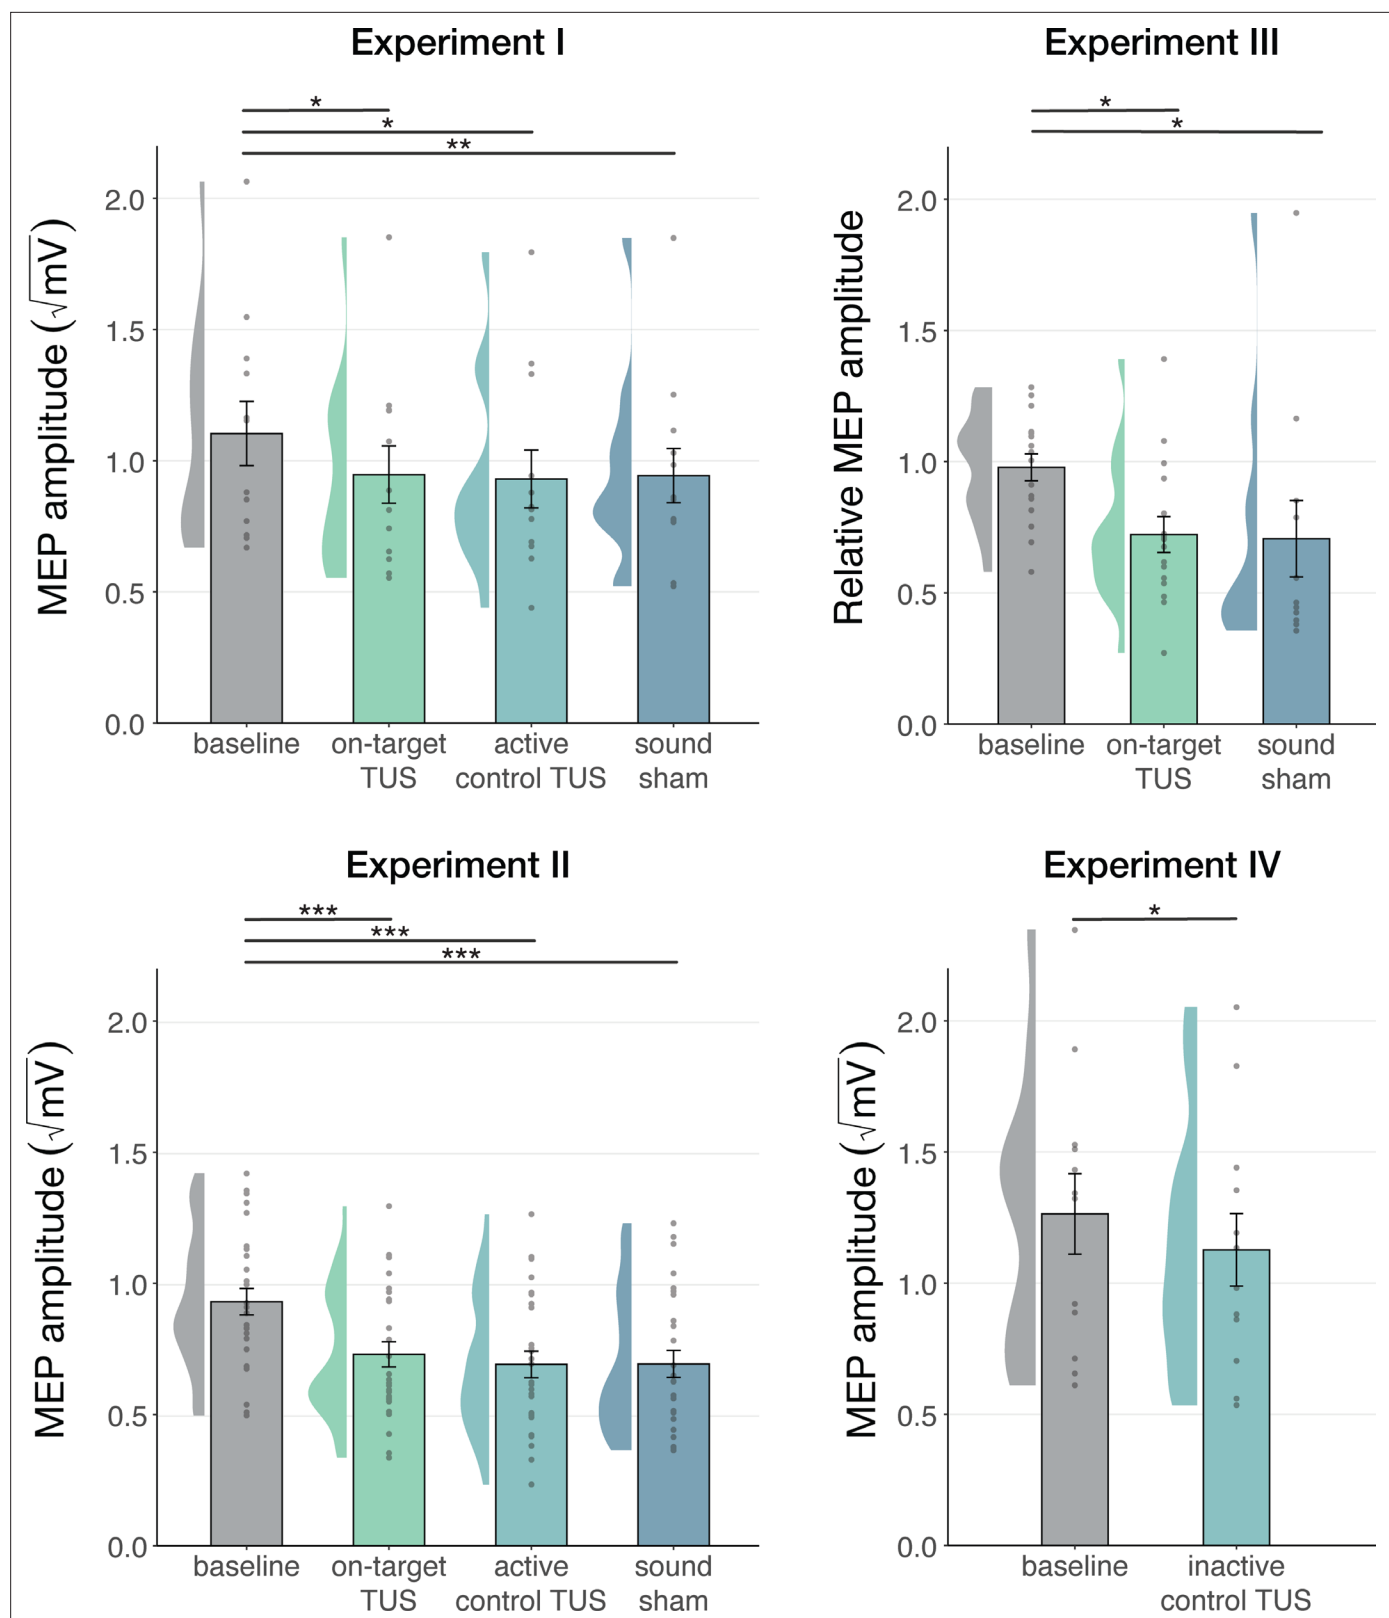 Experiment I
*
*
**
MEP amplitude (√mV)
2.0
1.5
1.0
0.5
0.0
baseline
on-target
TUS
active
control TUS
sound
sham
Experiment III
*
*
Relative MEP amplitude
2.0
1.5
1.0
0.5
0.0
baseline
on-target
TUS
sound
sham
Experiment II
***
***
***
MEP amplitude (√mV)
2.0
1.5
1.0
0.5
0.0
baseline
on-target
TUS
active
control TUS
sound
sham
Experiment IV
*
MEP amplitude (√mV)
2.0
1.5
1.0
0.5
0.0
baseline
inactive
control TUS